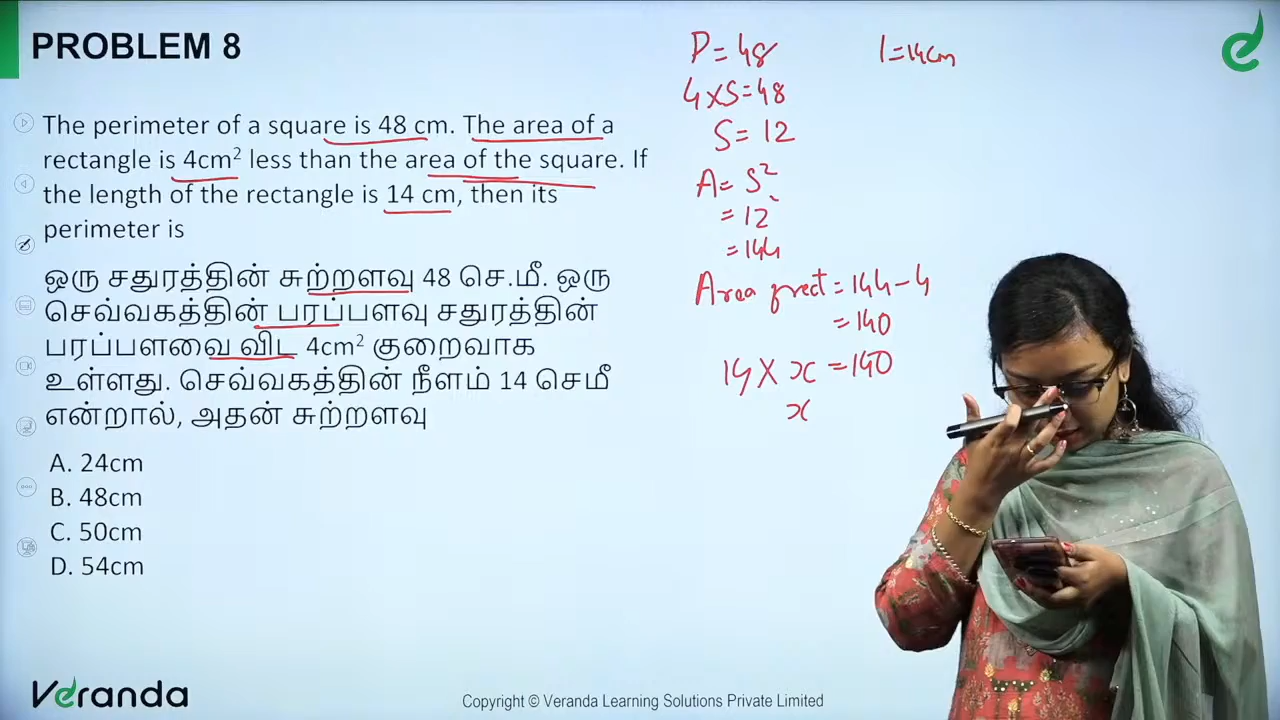 PROBLEM 8
The perimeter of a square is 48 cm. The area of a
rectangle is 4cm² less than the area of the square. If
the length of the rectangle is 14 cm, then its
perimeter is
ஒரு சதுரத்தின் சுற்றளவு 48 செ.மீ. ஒரு
செவ்வகத்தின் பரப்பளவு சதுரத்தின்
பரப்பளவை விட 4cm² குறைவாக
உள்ளது. செவ்வகத்தின் நீளம் 14 செமீ
என்றால், அதன் சுற்றளவு
A. 24cm
B. 48cm
C. 50cm
D. 54cm
P = 48
4 × S = 48
S = 12
A = S²
= 12²
= 144
Area of rect = 144 - 4
= 140
14 × x = 140
x
l = 14cm
Veranda
Copyright © Veranda Learning Solutions Private Limited